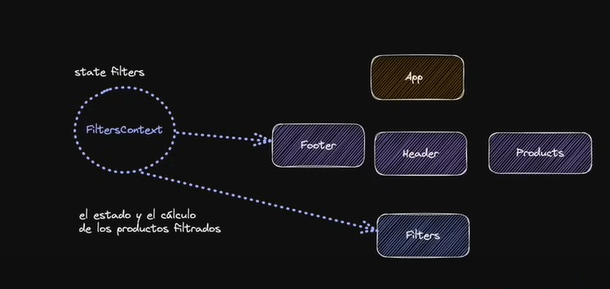 state filters
App
FiltersContext
Footer
Header
Products
el estado y el cálculo
de los productos filtrados
Filters